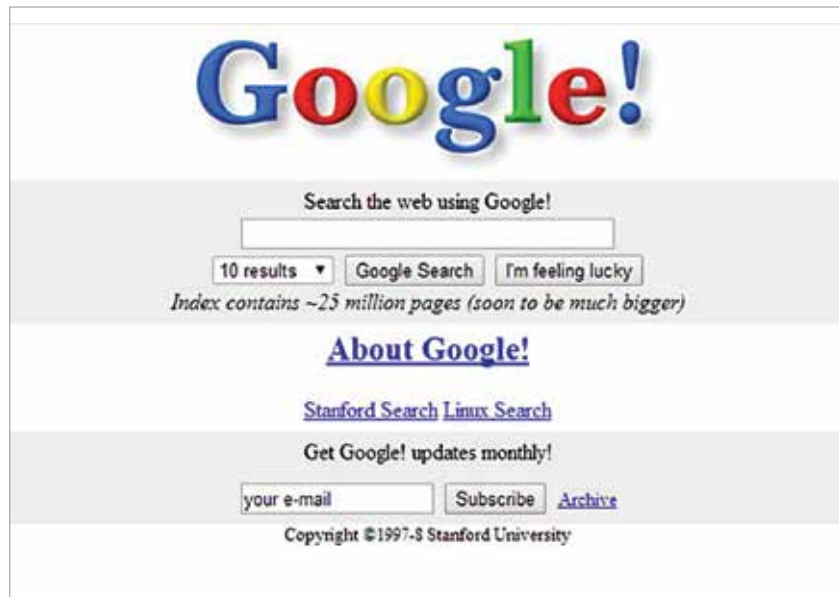 Google!
Search the web using Google!
10 results ▼ Google Search I'm feeling lucky
Index contains ~25 million pages (soon to be much bigger)
About Google!
Stanford Search Linux Search
Get Google! updates monthly!
your e-mail Subscribe Archive
Copyright ©1997-8 Stanford University